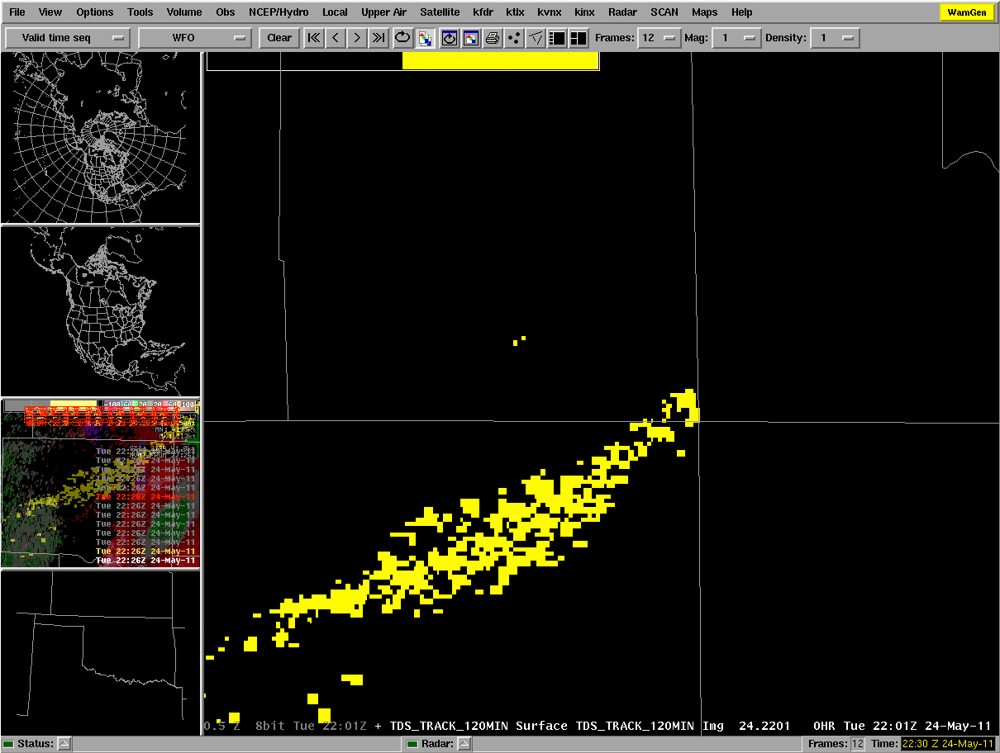 File View Options Tools Volume Obs NCEP/Hydro Local Upper Air Satellite kfdr ktlx kvnx kinx Radar SCAN Maps Help WarnGen
Valid time seq WFO Clear Frames: 12 Mag: 1 Density: 1
Tue 22:26Z 24-May-11
Tue 22:26Z 24-May-11
Tue 22:26Z 24-May-11
Tue 22:26Z 24-May-11
Tue 22:26Z 24-May-11
Tue 22:26Z 24-May-11
Tue 22:26Z 24-May-11
Tue 22:26Z 24-May-11
Tue 22:26Z 24-May-11
Tue 22:26Z 24-May-11
Tue 22:26Z 24-May-11
Tue 22:26Z 24-May-11
0.5 Z 8bit Tue 22:01Z + TDS_TRACK_120MIN Surface TDS_TRACK_120MIN Img 24.2201 0HR Tue 22:01Z 24-May-11
Status: Radar: Frames: 12 Time: 22:30 Z 24-May-11